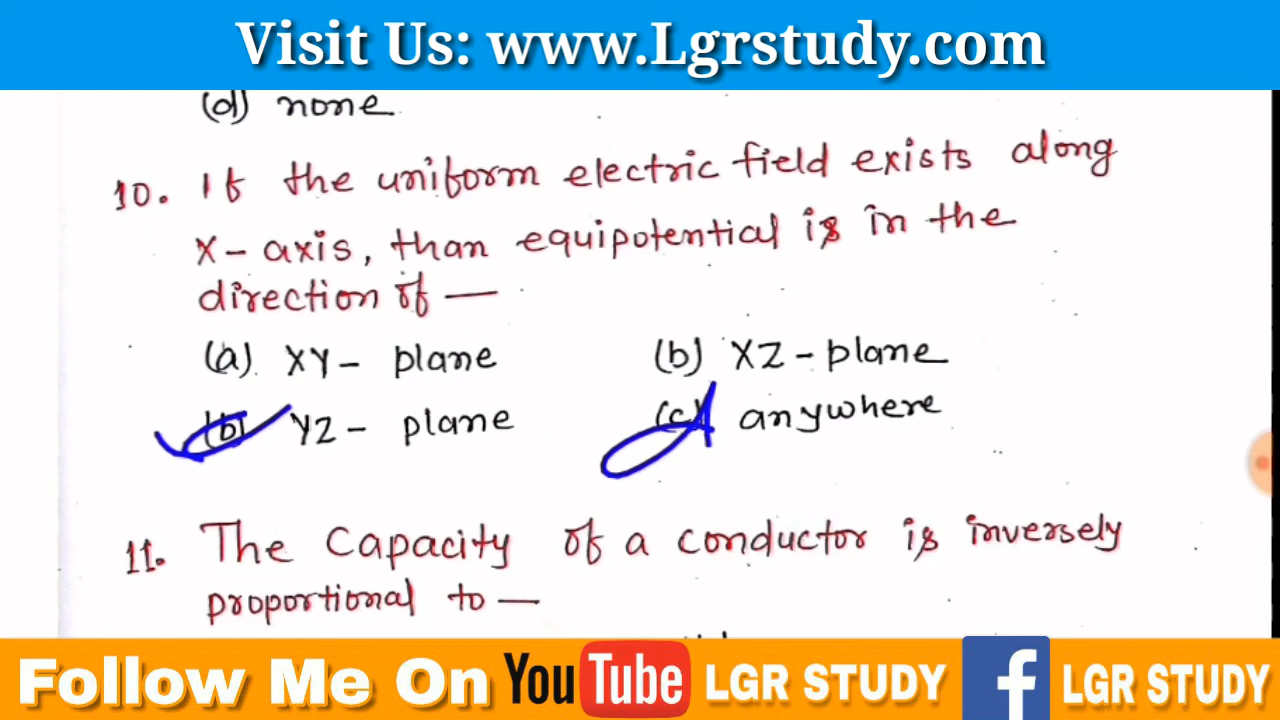 Visit Us: www.Lgrstudy.com
(d) none
10. If the uniform electric field exists along
X-axis, than equipotential is in the
direction of —
(a) XY- plane (b) XZ-plane
(b) YZ- plane (c) anywhere
11. The Capacity of a conductor is inversely
proportional to —
Follow Me On YouTube LGR STUDY f LGR STUDY